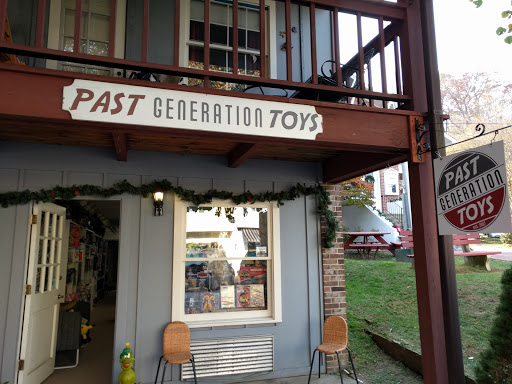 PAST GENERATION TOYS
PAST
GENERATION
TOYS